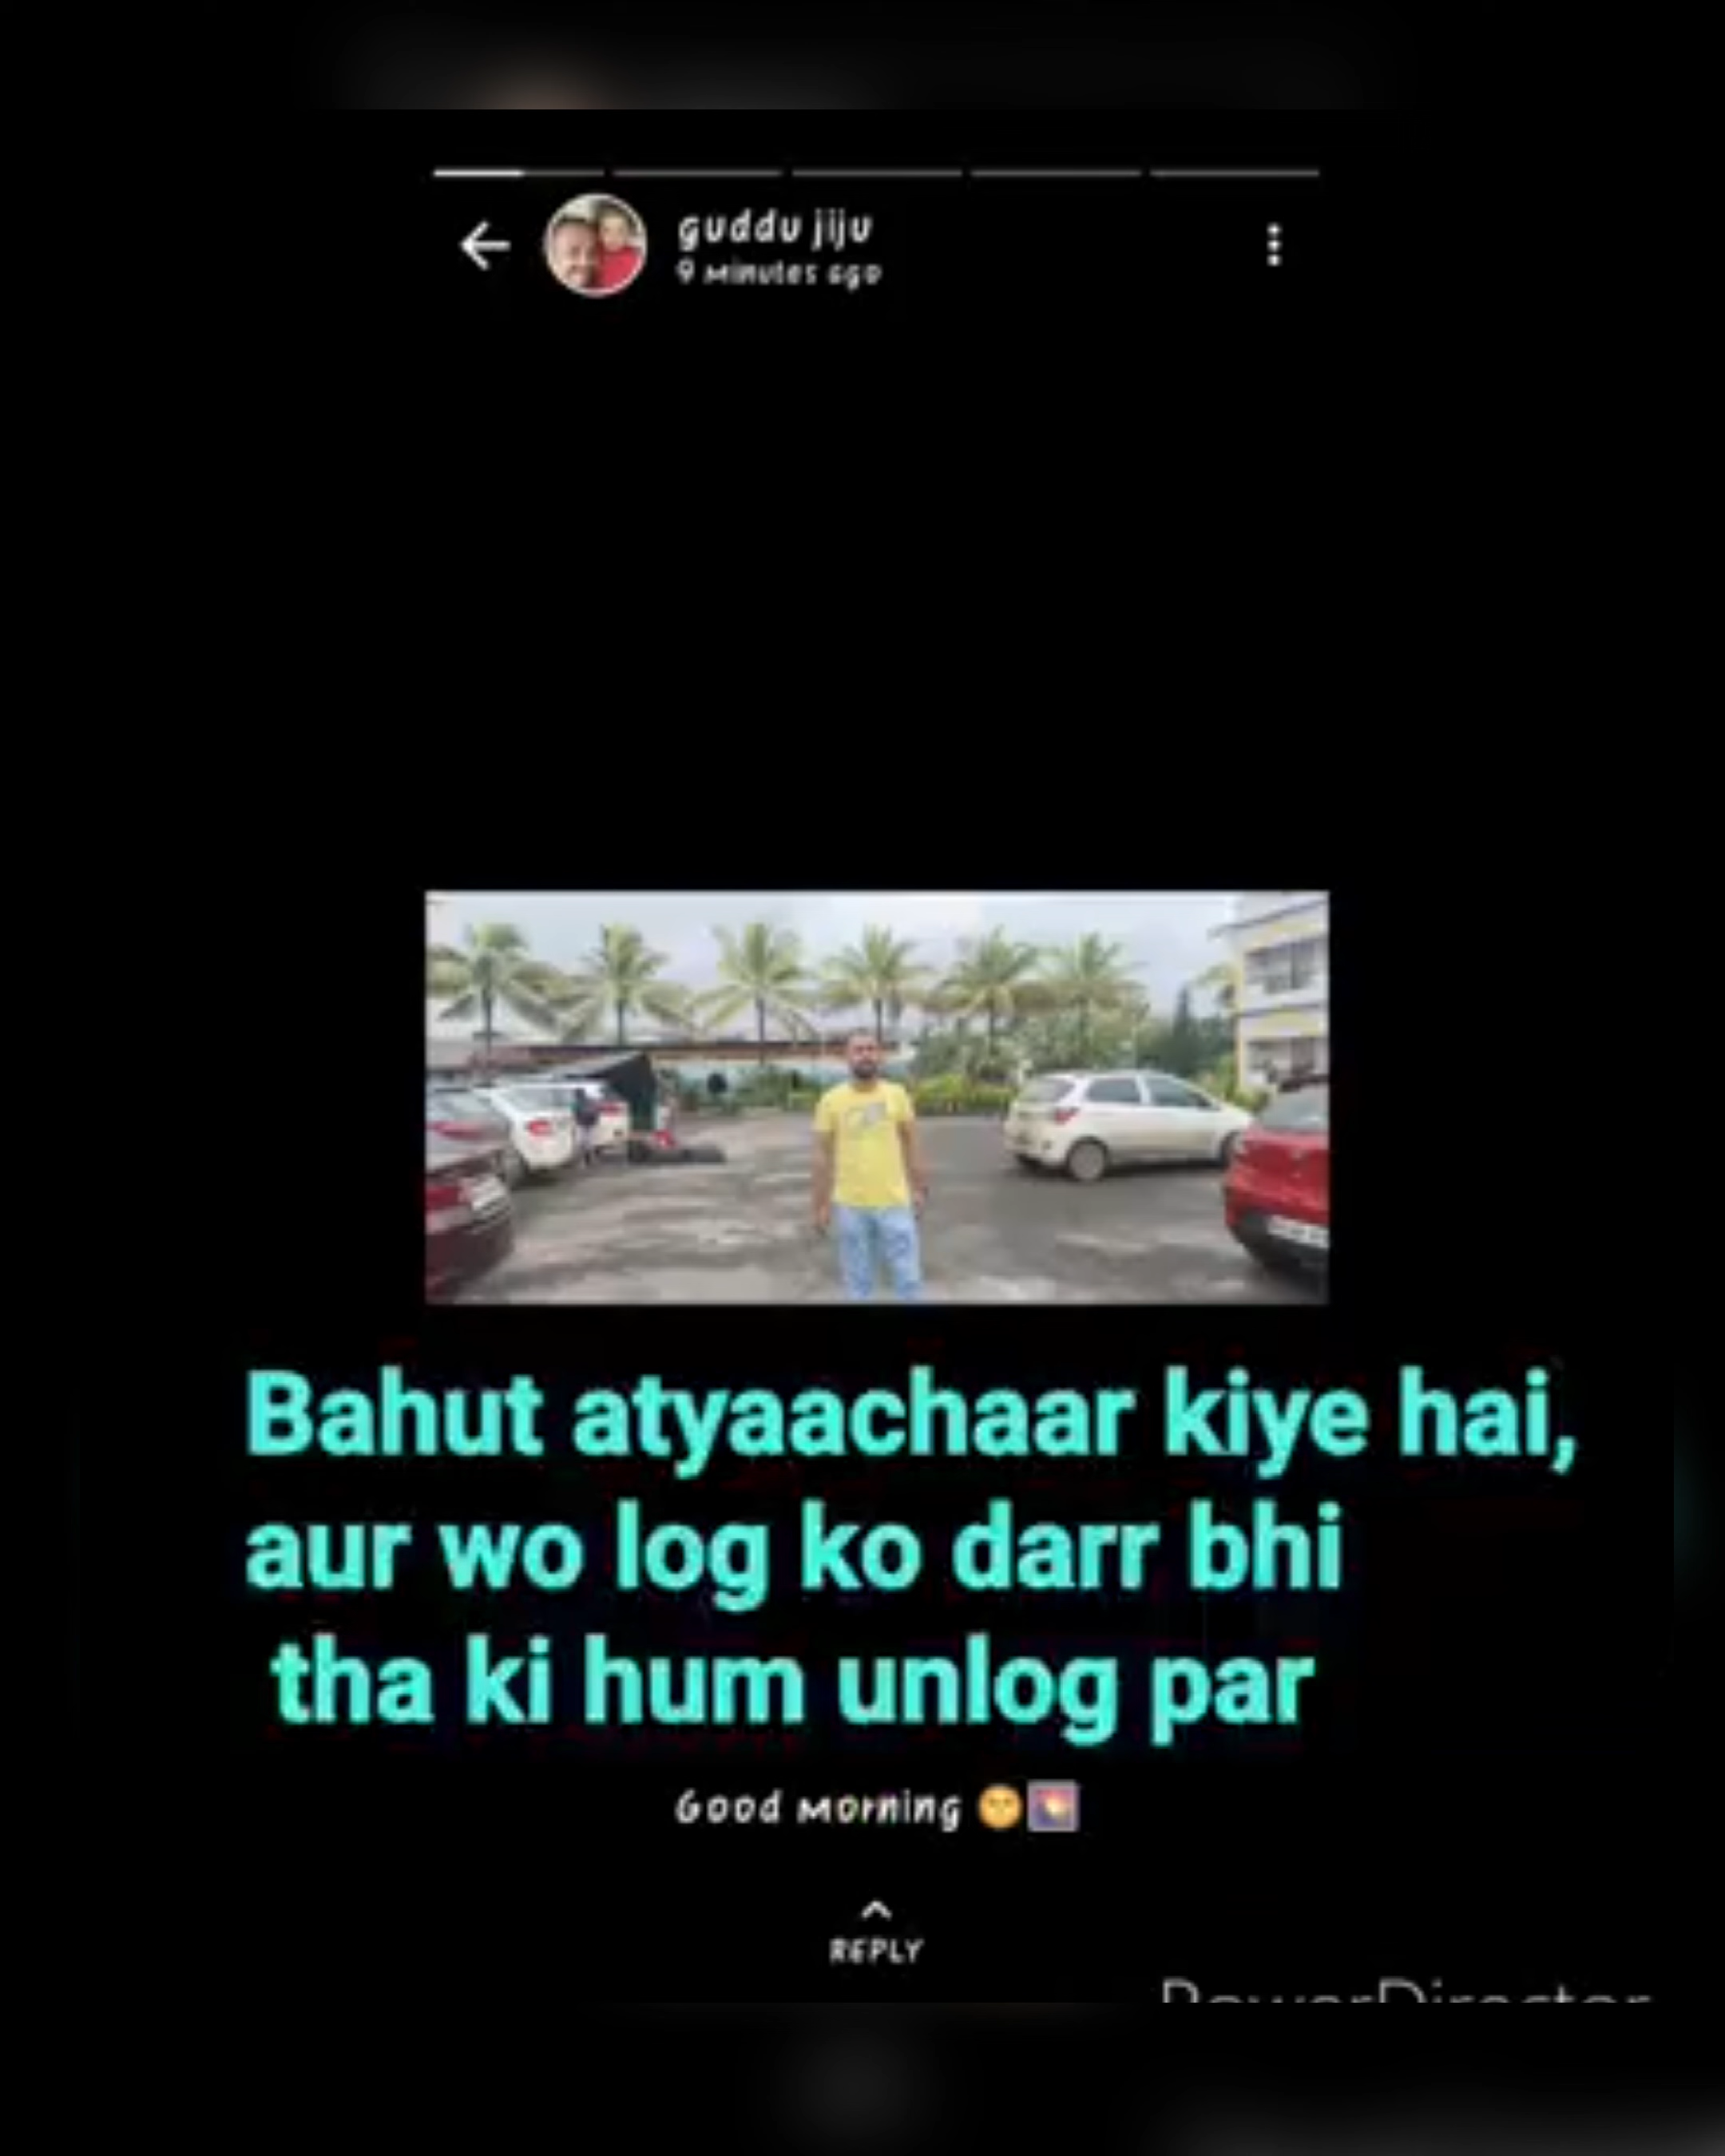 guddu jiju
9 minutes ago
Bahut atyaachaar kiye hai,
aur wo log ko darr bhi
tha ki hum unlog par
Good morning 😁🌄
REPLY
PowerDirector